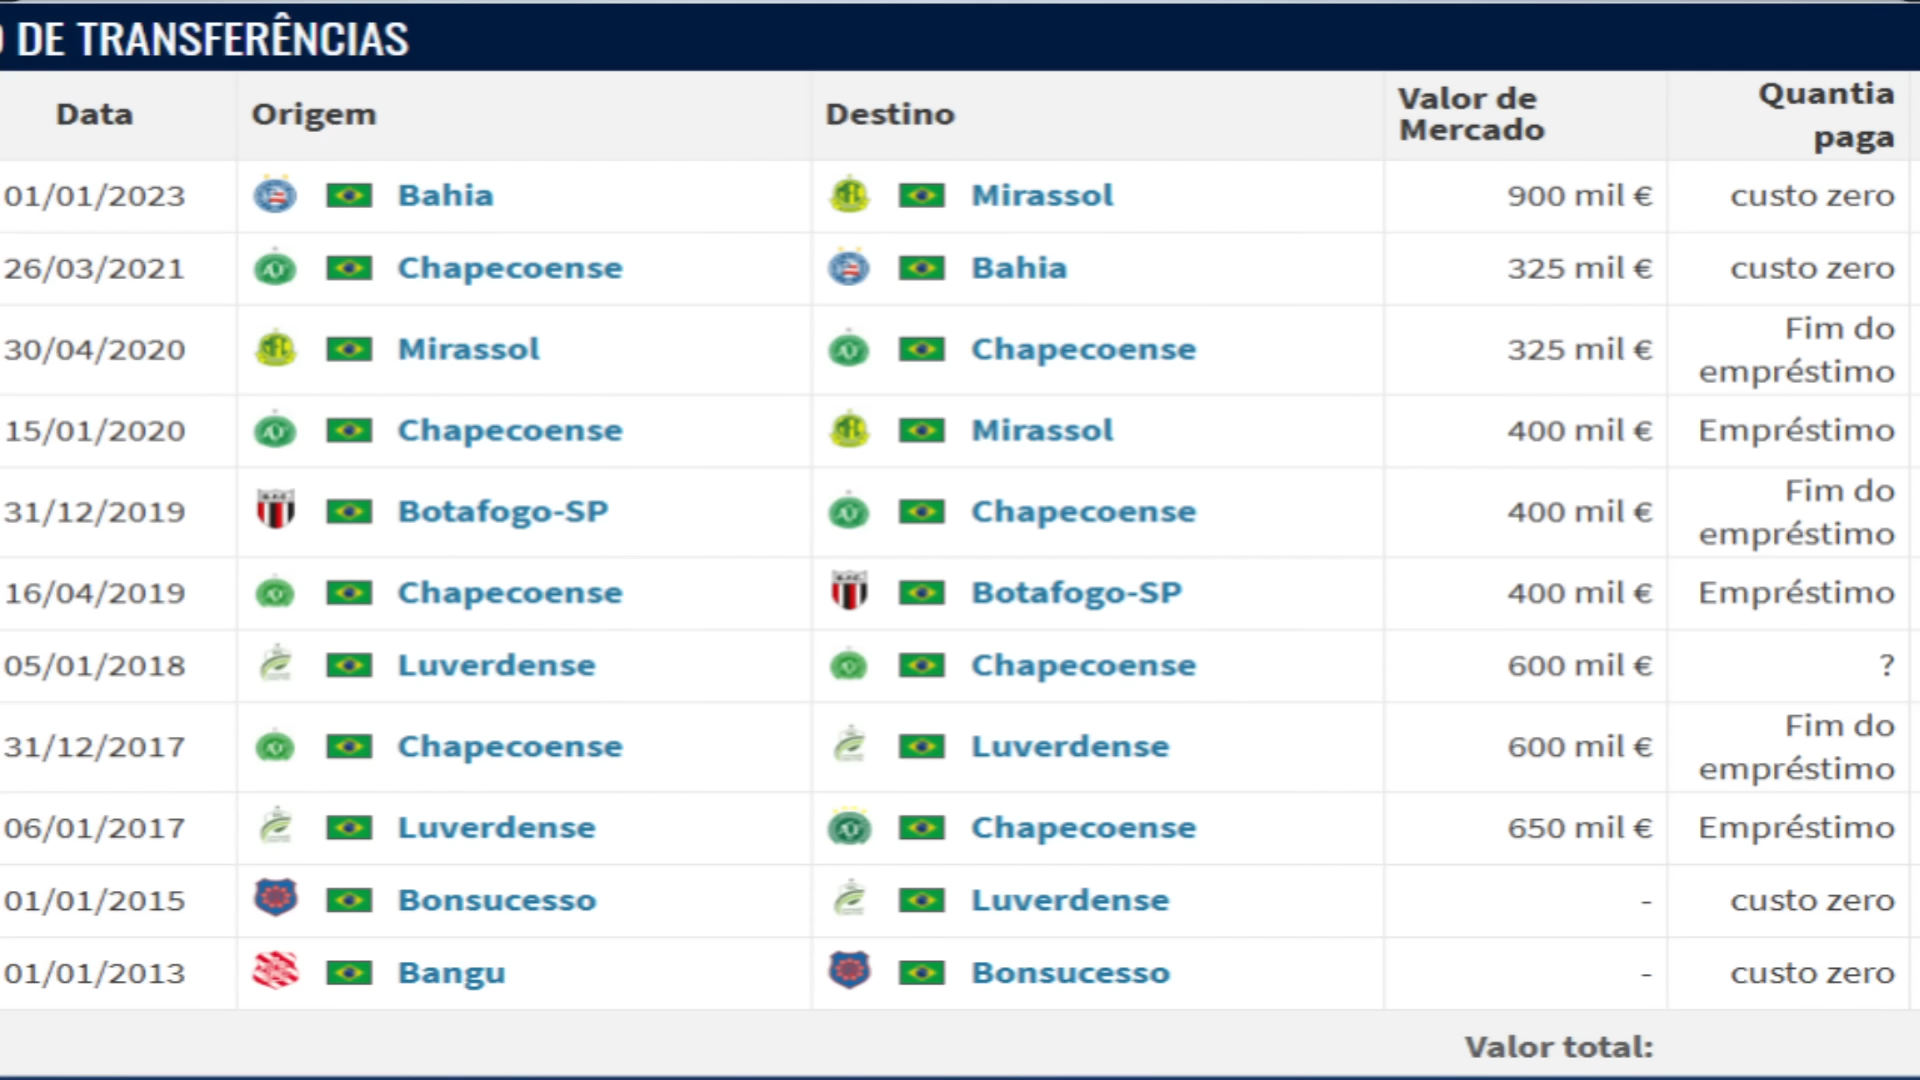 O DE TRANSFERÊNCIAS
Data Origem Destino Valor de Mercado Quantia paga
01/01/2023 Bahia Mirassol 900 mil € custo zero
26/03/2021 Chapecoense Bahia 325 mil € custo zero
30/04/2020 Mirassol Chapecoense 325 mil € Fim do empréstimo
15/01/2020 Chapecoense Mirassol 400 mil € Empréstimo
31/12/2019 Botafogo-SP Chapecoense 400 mil € Fim do empréstimo
16/04/2019 Chapecoense Botafogo-SP 400 mil € Empréstimo
05/01/2018 Luverdense Chapecoense 600 mil € ?
31/12/2017 Chapecoense Luverdense 600 mil € Fim do empréstimo
06/01/2017 Luverdense Chapecoense 650 mil € Empréstimo
01/01/2015 Bonsucesso Luverdense - custo zero
01/01/2013 Bangu Bonsucesso - custo zero
Valor total: